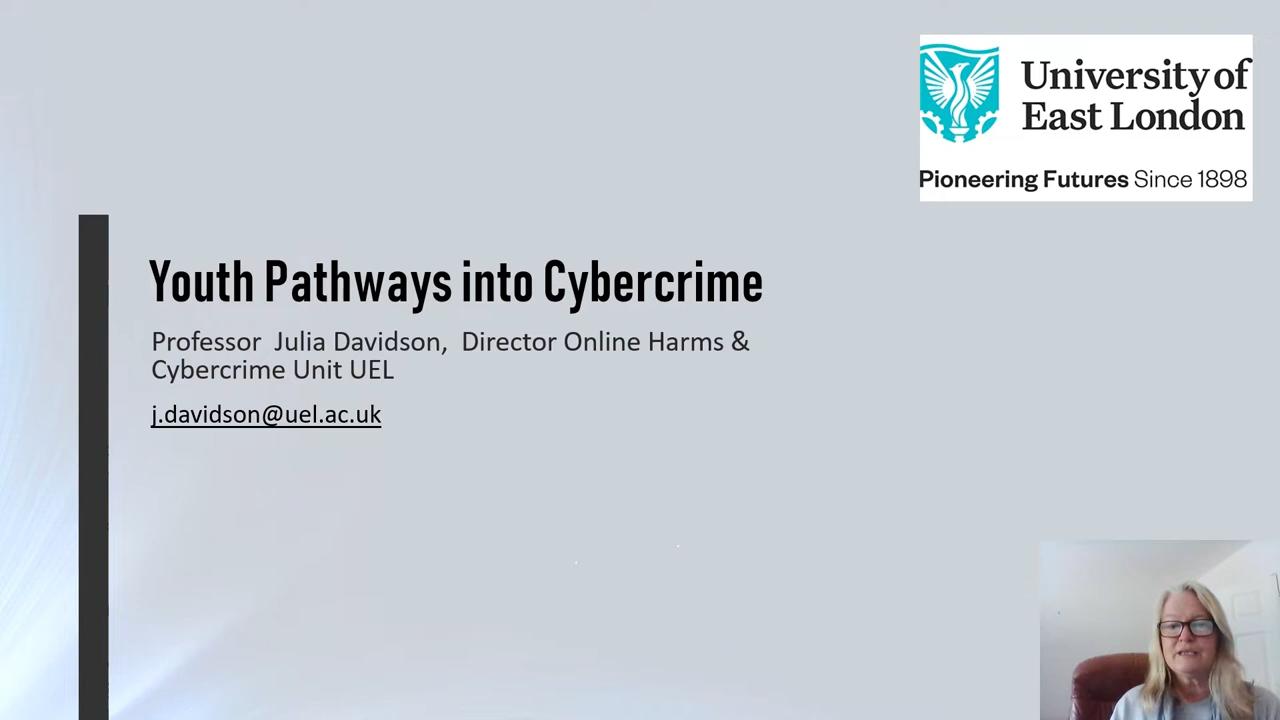 University of
East London
Pioneering Futures Since 1898
Youth Pathways into Cybercrime
Professor Julia Davidson, Director Online Harms &
Cybercrime Unit UEL
j.davidson@uel.ac.uk